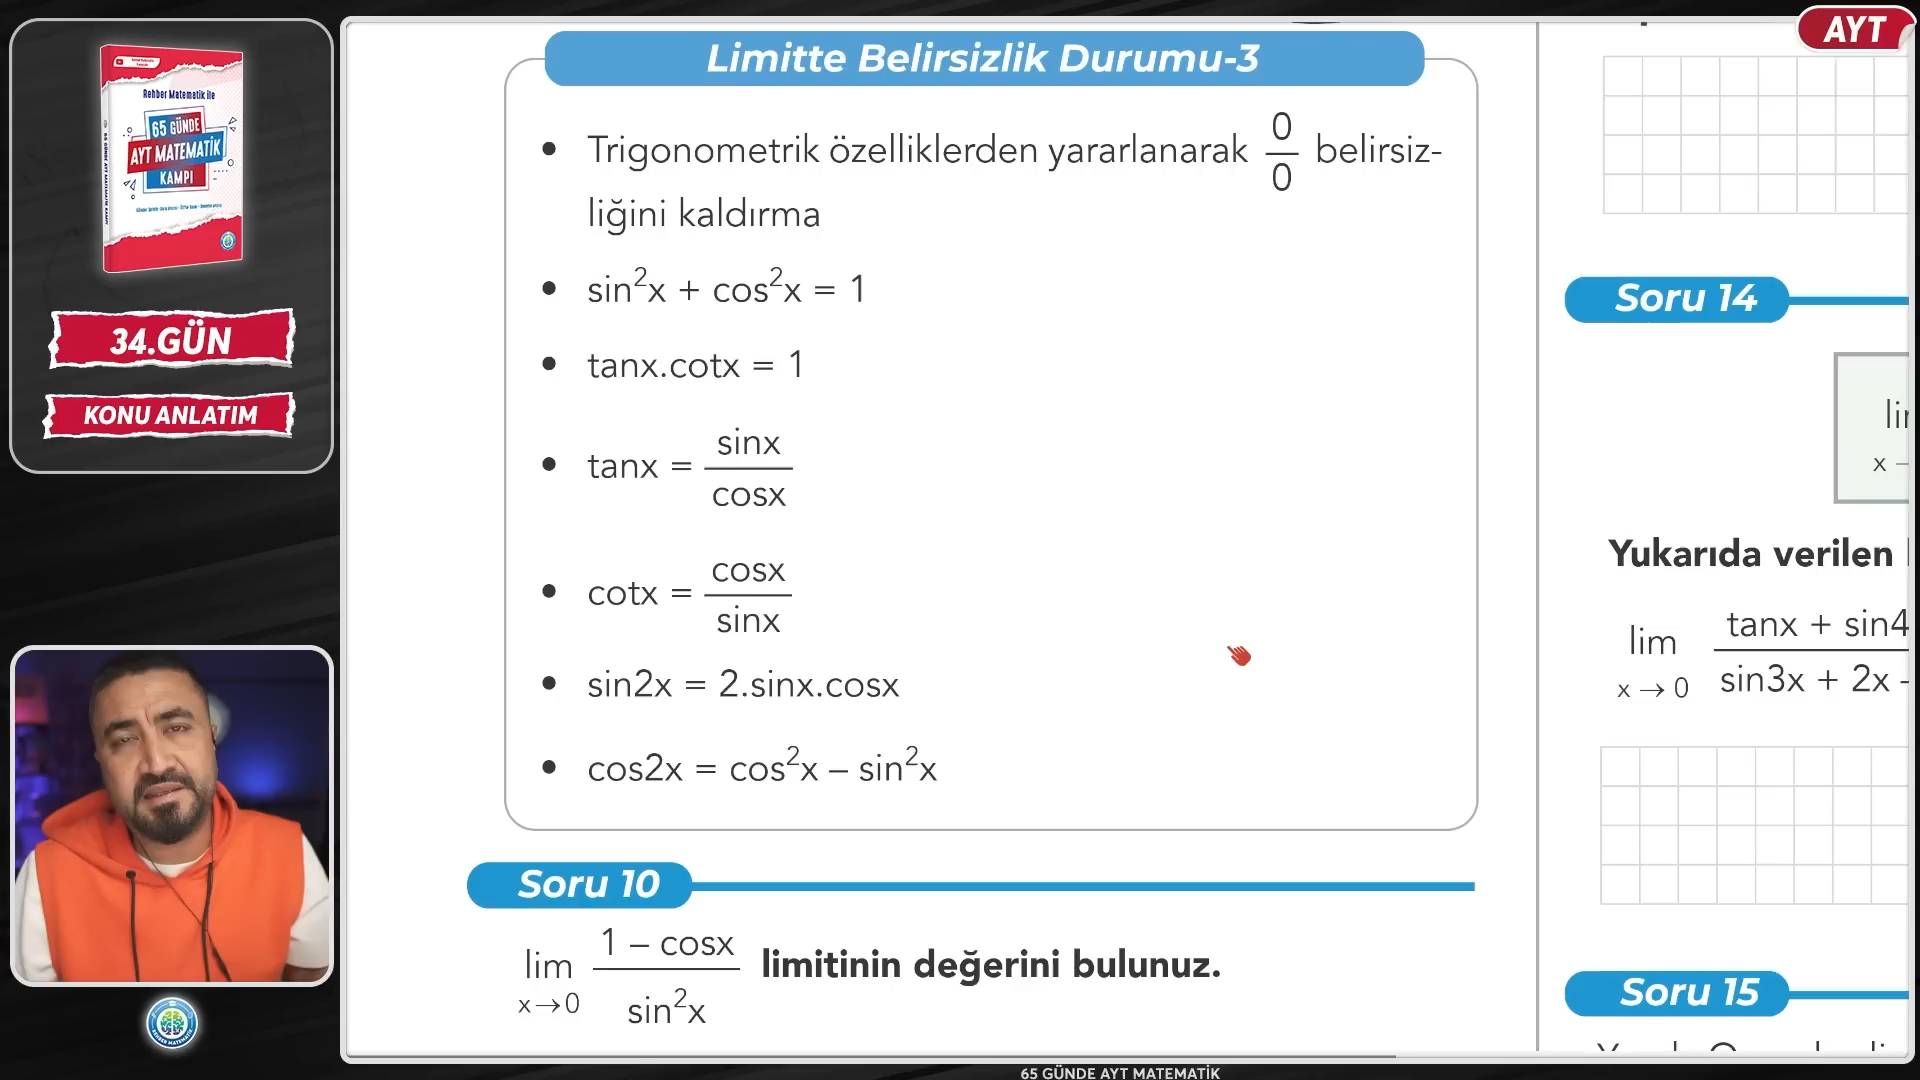 AYT
Rehber Matematik ile
65 GÜNDE
AYT MATEMATİK
KAMPI
34.GÜN
KONU ANLATIM
Limitte Belirsizlik Durumu-3
• Trigonometrik özelliklerden yararlanarak 0/0 belirsiz-
liğini kaldırma
• sin²x + cos²x = 1
• tanx.cotx = 1
• tanx = sinx/cosx
• cotx = cosx/sinx
• sin2x = 2.sinx.cosx
• cos2x = cos²x – sin²x
Soru 10
lim x→0 (1 – cosx)/(sin²x) limitinin değerini bulunuz.
Soru 14
x –
Yukarıda verilen
lim x→0 (tanx + sin4)/(sin3x + 2x -)
Soru 15
65 GÜNDE AYT MATEMATİK